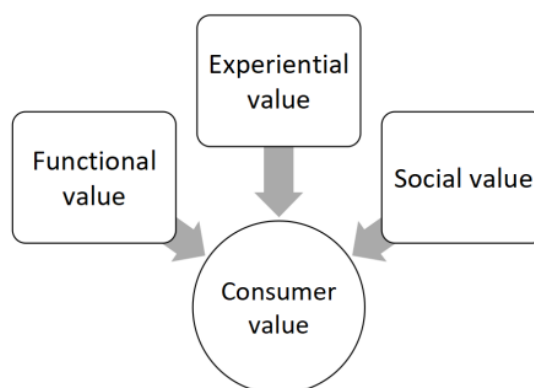 Experiential
value
Functional
value
Social value
Consumer
value